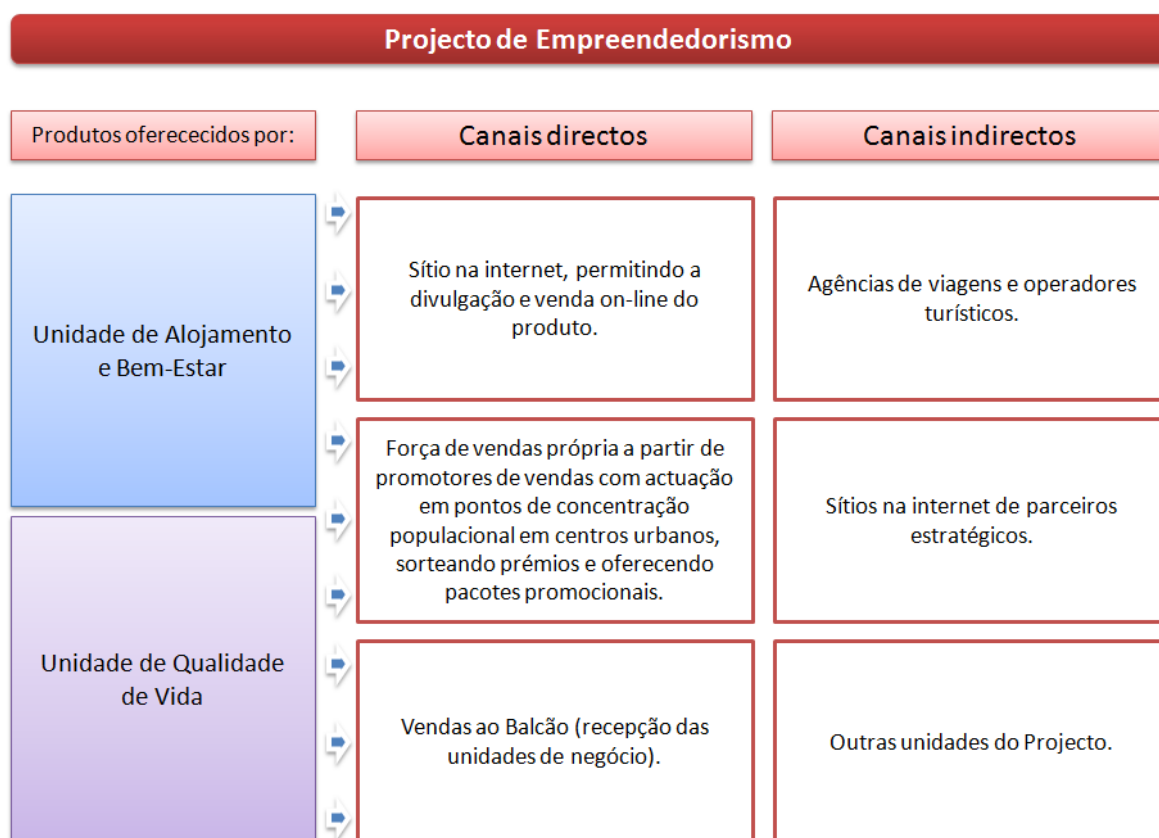 Projecto de Empreendedorismo
Produtos oferececidos por:
Canais directos
Canais indirectos
Unidade de Alojamento
e Bem-Estar
Sítio na internet, permitindo a
divulgação e venda on-line do
produto.
Agências de viagens e operadores
turísticos.
Força de vendas própria a partir de
promotores de vendas com actuação
em pontos de concentração
populacional em centros urbanos,
sorteando prémios e oferecendo
pacotes promocionais.
Sítios na internet de parceiros
estratégicos.
Unidade de Qualidade
de Vida
Vendas ao Balcão (recepção das
unidades de negócio).
Outras unidades do Projecto.